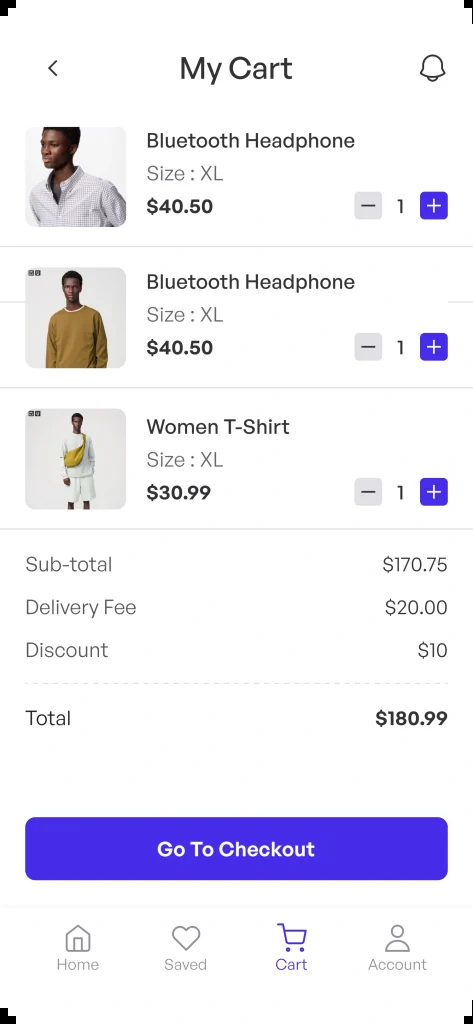 My Cart
Bluetooth Headphone
Size : XL
$40.50
1
Bluetooth Headphone
Size : XL
$40.50
1
Women T-Shirt
Size : XL
$30.99
1
Sub-total $170.75
Delivery Fee $20.00
Discount $10
Total $180.99
Go To Checkout
Home Saved Cart Account